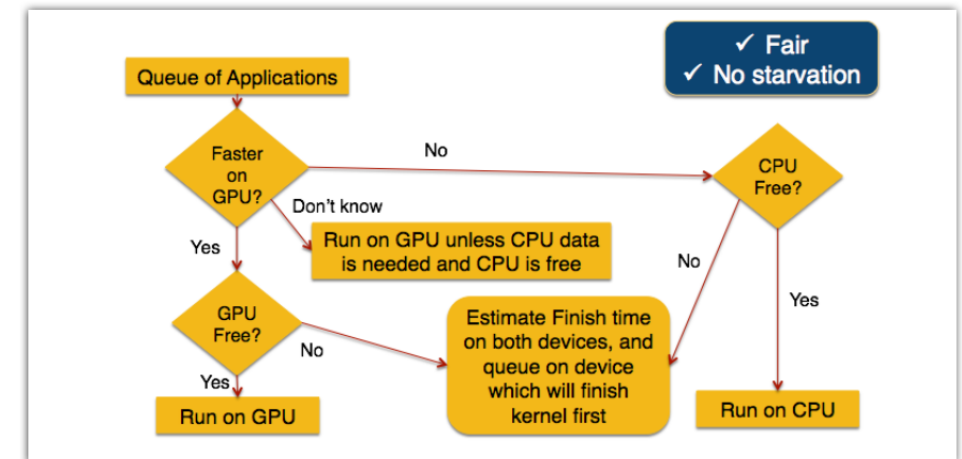 ✓ Fair
✓ No starvation
Queue of Applications
Faster
on
GPU?
No
CPU
Free?
Don't know
Run on GPU unless CPU data
is needed and CPU is free
Yes
No
GPU
Free?
No
Estimate Finish time
on both devices, and
queue on device
which will finish
kernel first
Yes
Yes
Run on GPU
Run on CPU